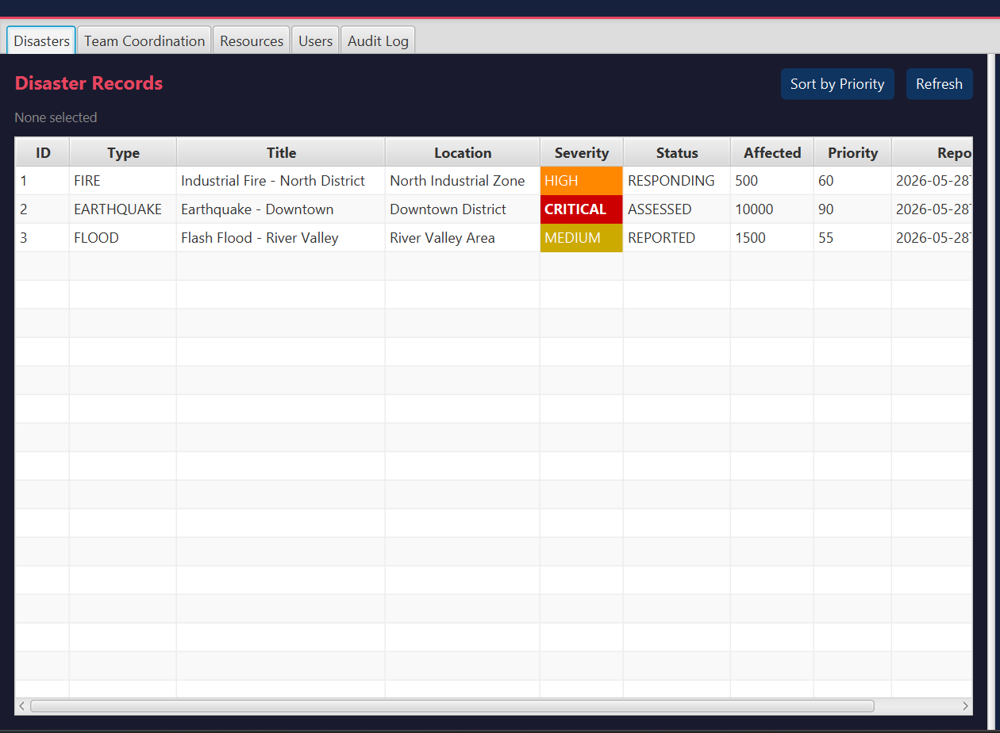 Disasters Team Coordination Resources Users Audit Log
Disaster Records Sort by Priority Refresh
None selected
ID Type Title Location Severity Status Affected Priority Repo
1 FIRE Industrial Fire - North District North Industrial Zone HIGH RESPONDING 500 60 2026-05-28
2 EARTHQUAKE Earthquake - Downtown Downtown District CRITICAL ASSESSED 10000 90 2026-05-28
3 FLOOD Flash Flood - River Valley River Valley Area MEDIUM REPORTED 1500 55 2026-05-28